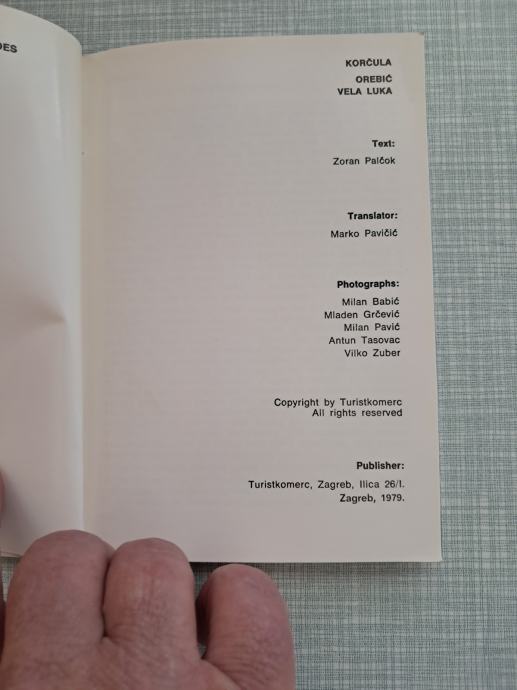 KORČULA
OREBIĆ
VELA LUKA
Text:
Zoran Palčok
Translator:
Marko Pavičić
Photographs:
Milan Babić
Mladen Grčević
Milan Pavić
Antun Tasovac
Vilko Zuber
Copyright by Turistkomerc
All rights reserved
Publisher:
Turistkomerc, Zagreb, Ilica 26/I.
Zagreb, 1979.